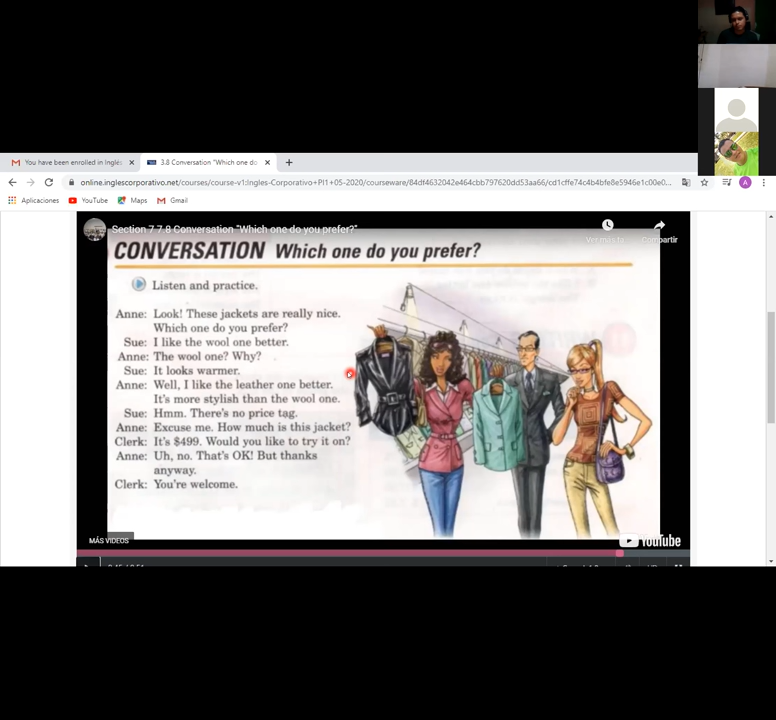 You have been enrolled in Inglés
3.8 Conversation "Which one do
online.inglescorporativo.net/courses/course-v1:Ingles-Corporativo+PI1+05-2020/courseware/84df4632042e464cbb797620dd53aa66/cd1cffe74c4b4bfe8e5946e1c00e0...
A
Aplicaciones YouTube Maps Gmail
Section 7 7.8 Conversation "Which one do you prefer?"
Ver más ta... Compartir
CONVERSATION Which one do you prefer?
Listen and practice.
Anne: Look! These jackets are really nice.
Which one do you prefer?
Sue: I like the wool one better.
Anne: The wool one? Why?
Sue: It looks warmer.
Anne: Well, I like the leather one better.
It's more stylish than the wool one.
Sue: Hmm. There's no price tag.
Anne: Excuse me. How much is this jacket?
Clerk: It's $499. Would you like to try it on?
Anne: Uh, no. That's OK! But thanks
anyway.
Clerk: You're welcome.
MÁS VIDEOS
YouTube